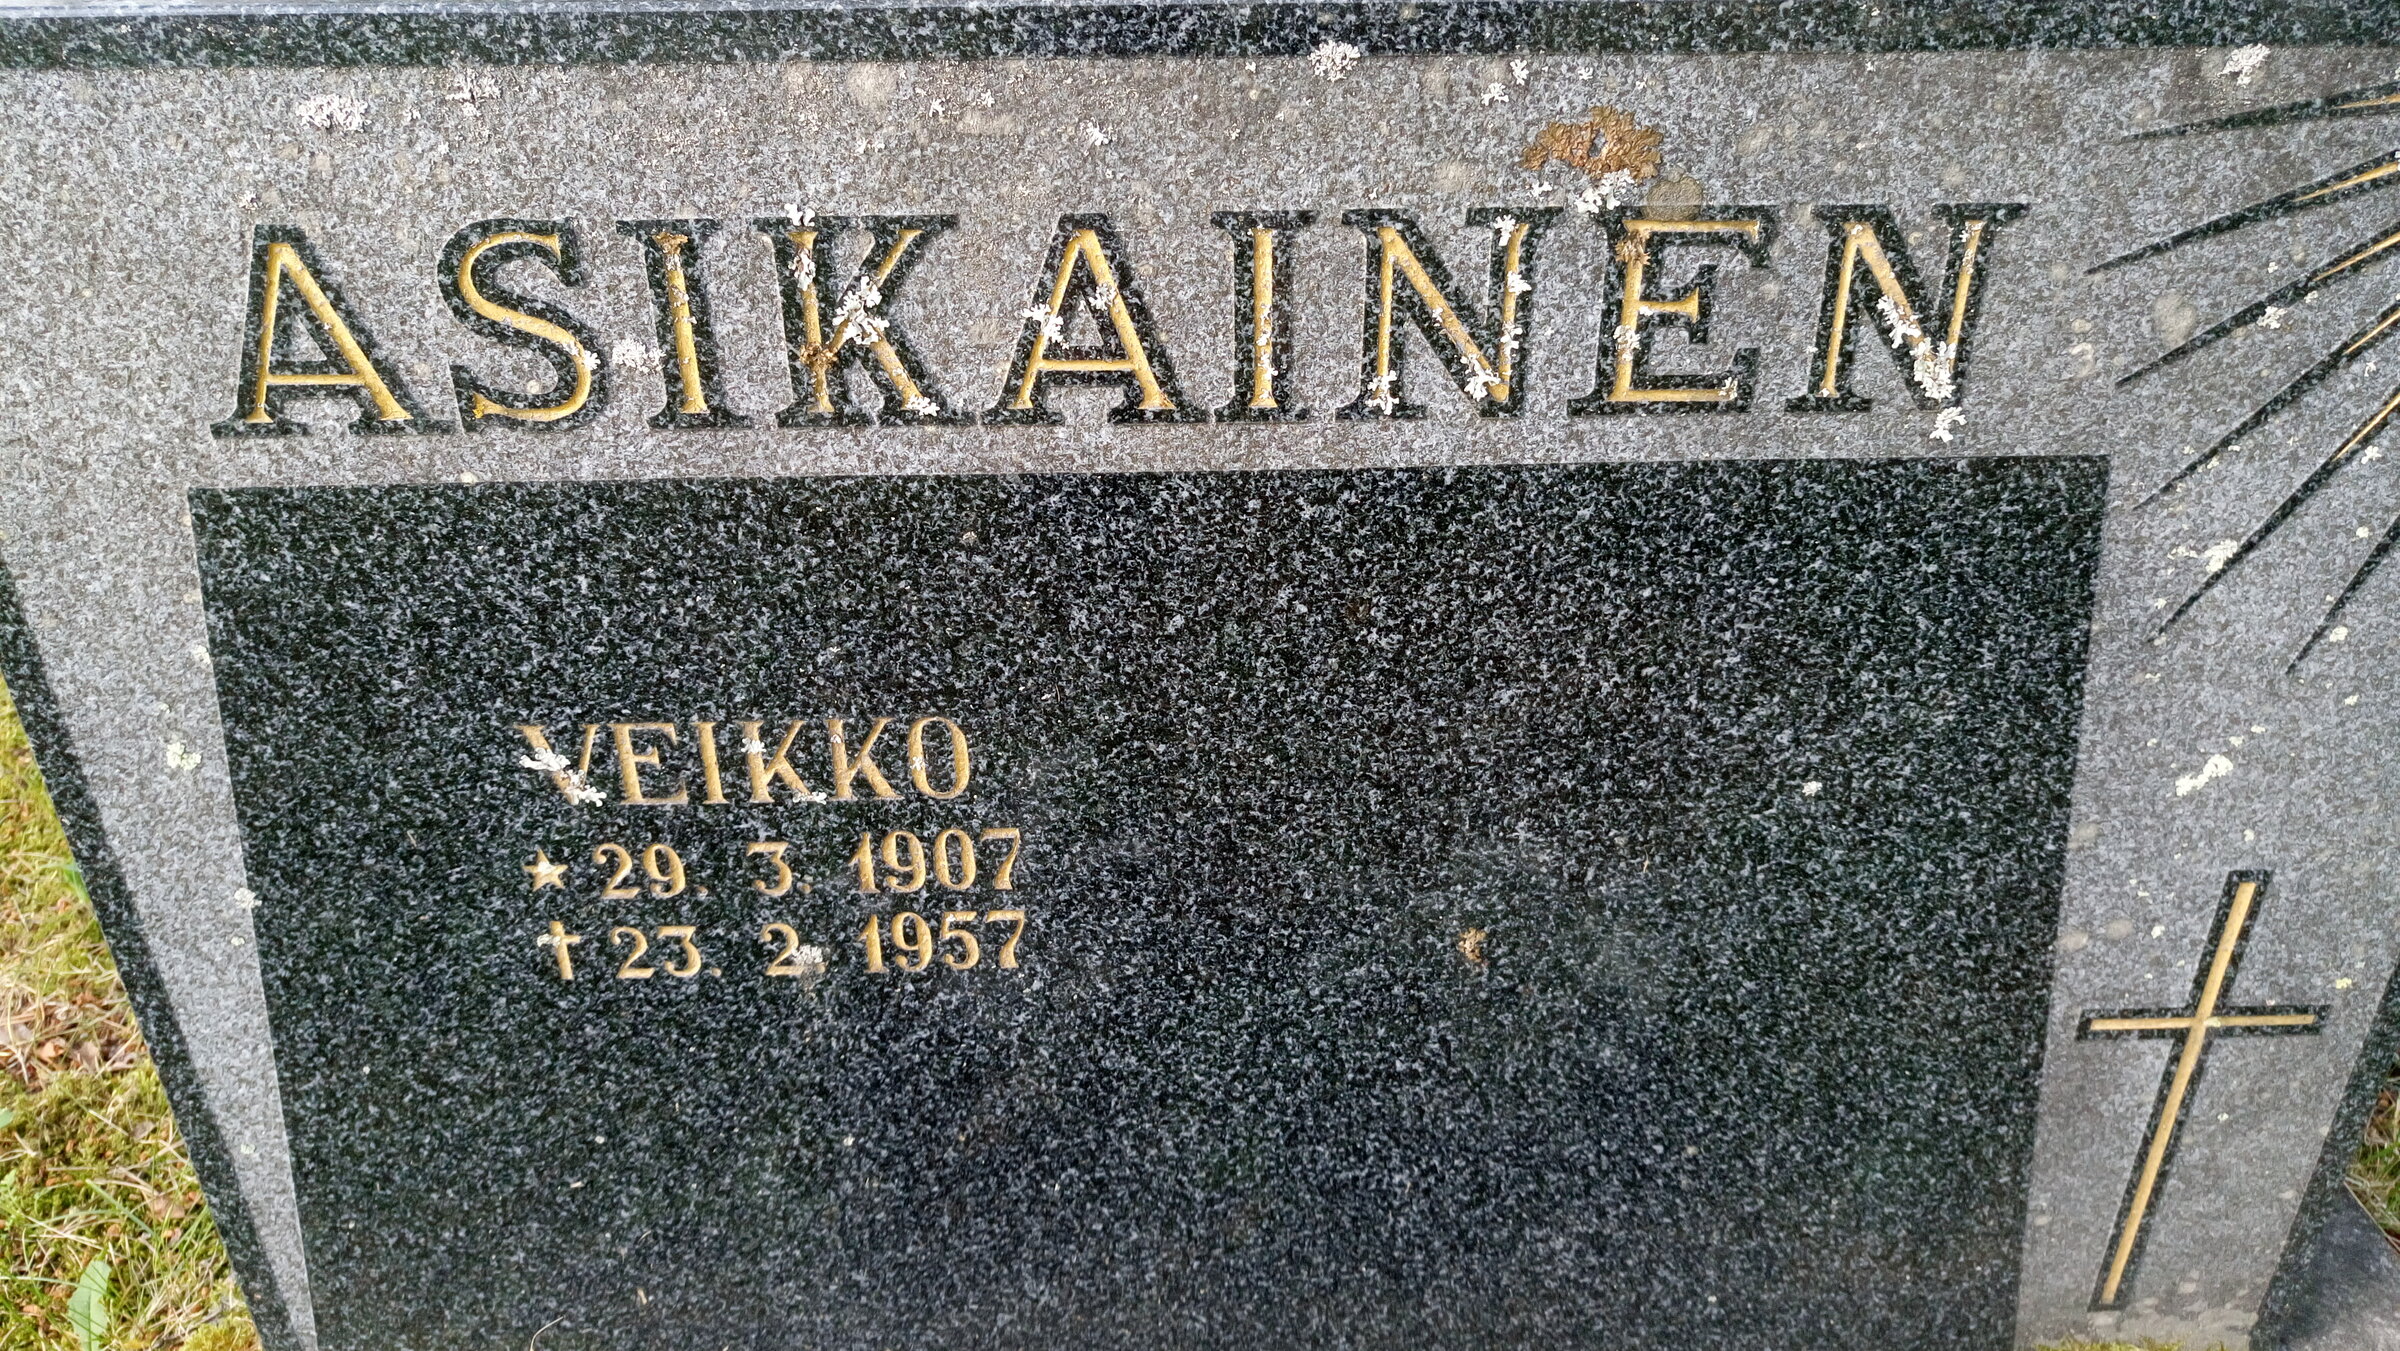 ASIKAINEN
VEIKKO
★ 29. 3. 1907
† 23. 2. 1957